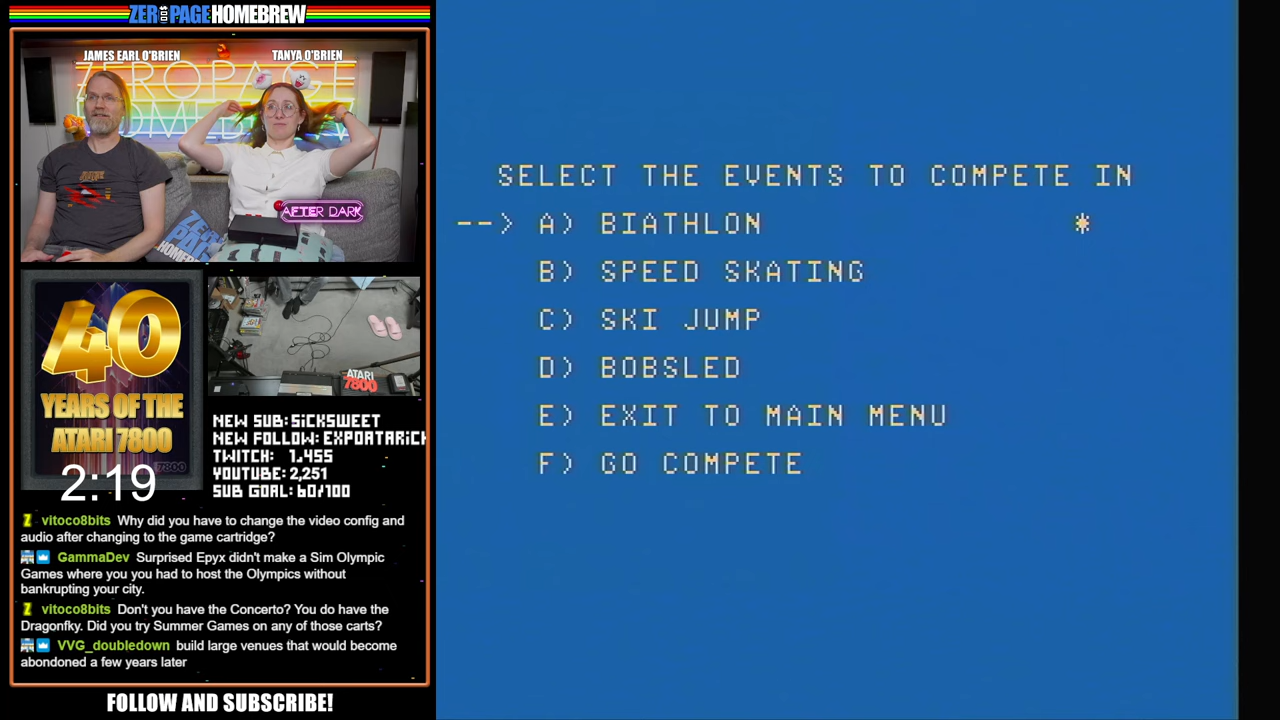 ZEROPAGE HOMEBREW
JAMES EARL O'BRIEN
TANYA O'BRIEN
ZEROPAGE
HOMEBREW
AFTER DARK
40
YEARS OF THE
ATARI 7800
7800
2:19
ATARI
7800
NEW SUB: SICKSWEET
NEW FOLLOW: EXPORTARICH
TWITCH: 1,455
YOUTUBE: 2,251
SUB GOAL: 60/100
vitoco8bits Why did you have to change the video config and
audio after changing to the game cartridge?
GammaDev Surprised Epyx didn't make a Sim Olympic
Games where you you had to host the Olympics without
bankrupting your city.
vitoco8bits Don't you have the Concerto? You do have the
Dragonfky. Did you try Summer Games on any of those carts?
VVG_doubledown build large venues that would become
abondoned a few years later
FOLLOW AND SUBSCRIBE!
SELECT THE EVENTS TO COMPETE IN
--> A) BIATHLON *
B) SPEED SKATING
C) SKI JUMP
D) BOBSLED
E) EXIT TO MAIN MENU
F) GO COMPETE